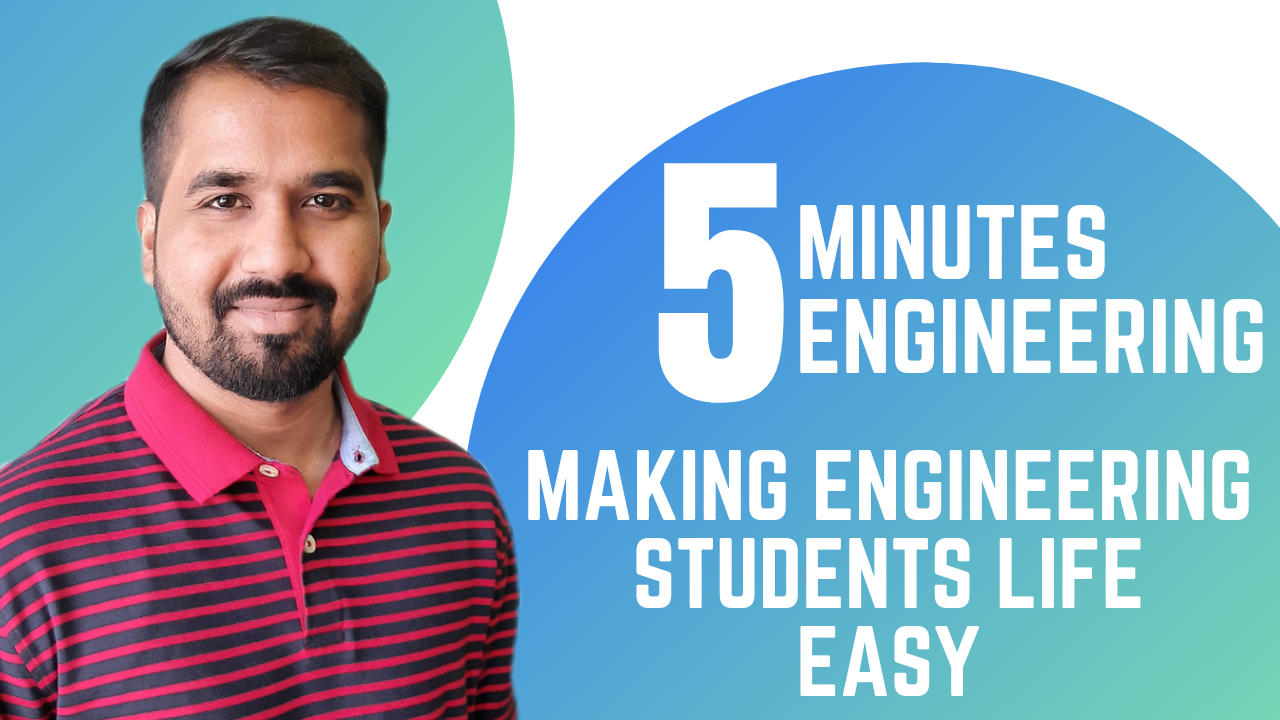 5 MINUTES
ENGINEERING
MAKING ENGINEERING
STUDENTS LIFE
EASY